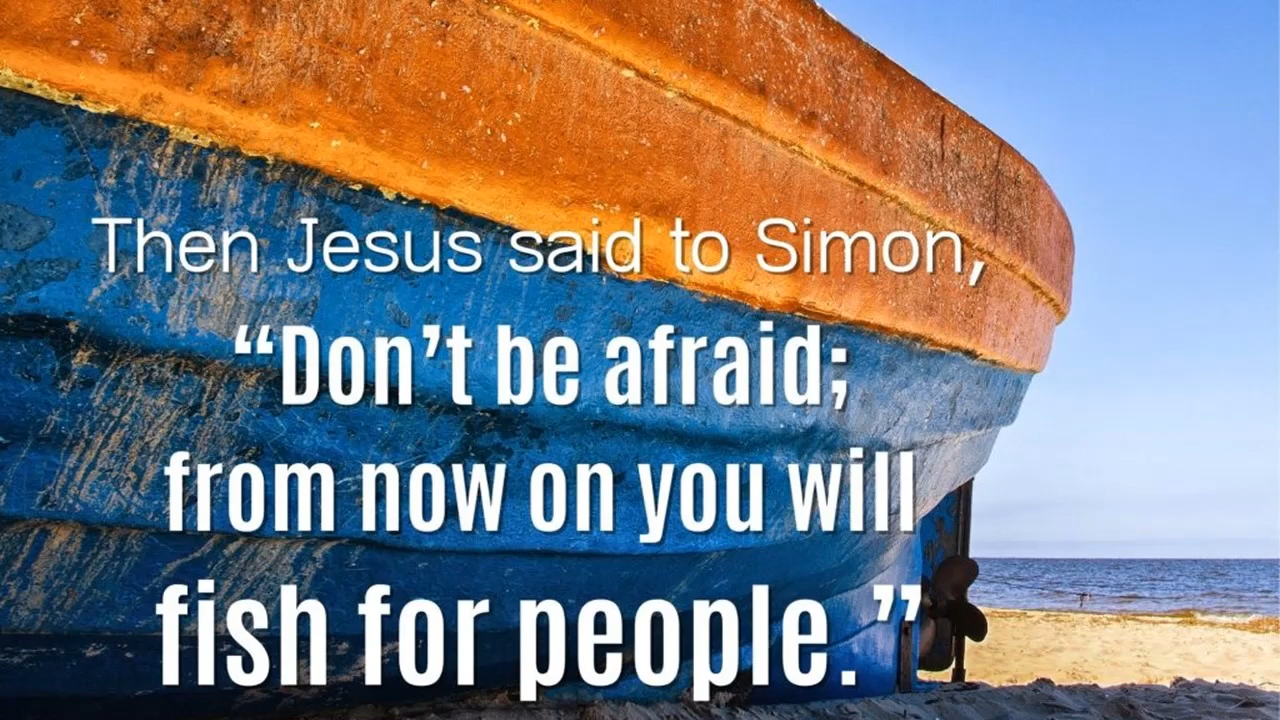 Then Jesus said to Simon,
“Don’t be afraid;
from now on you will
fish for people.”